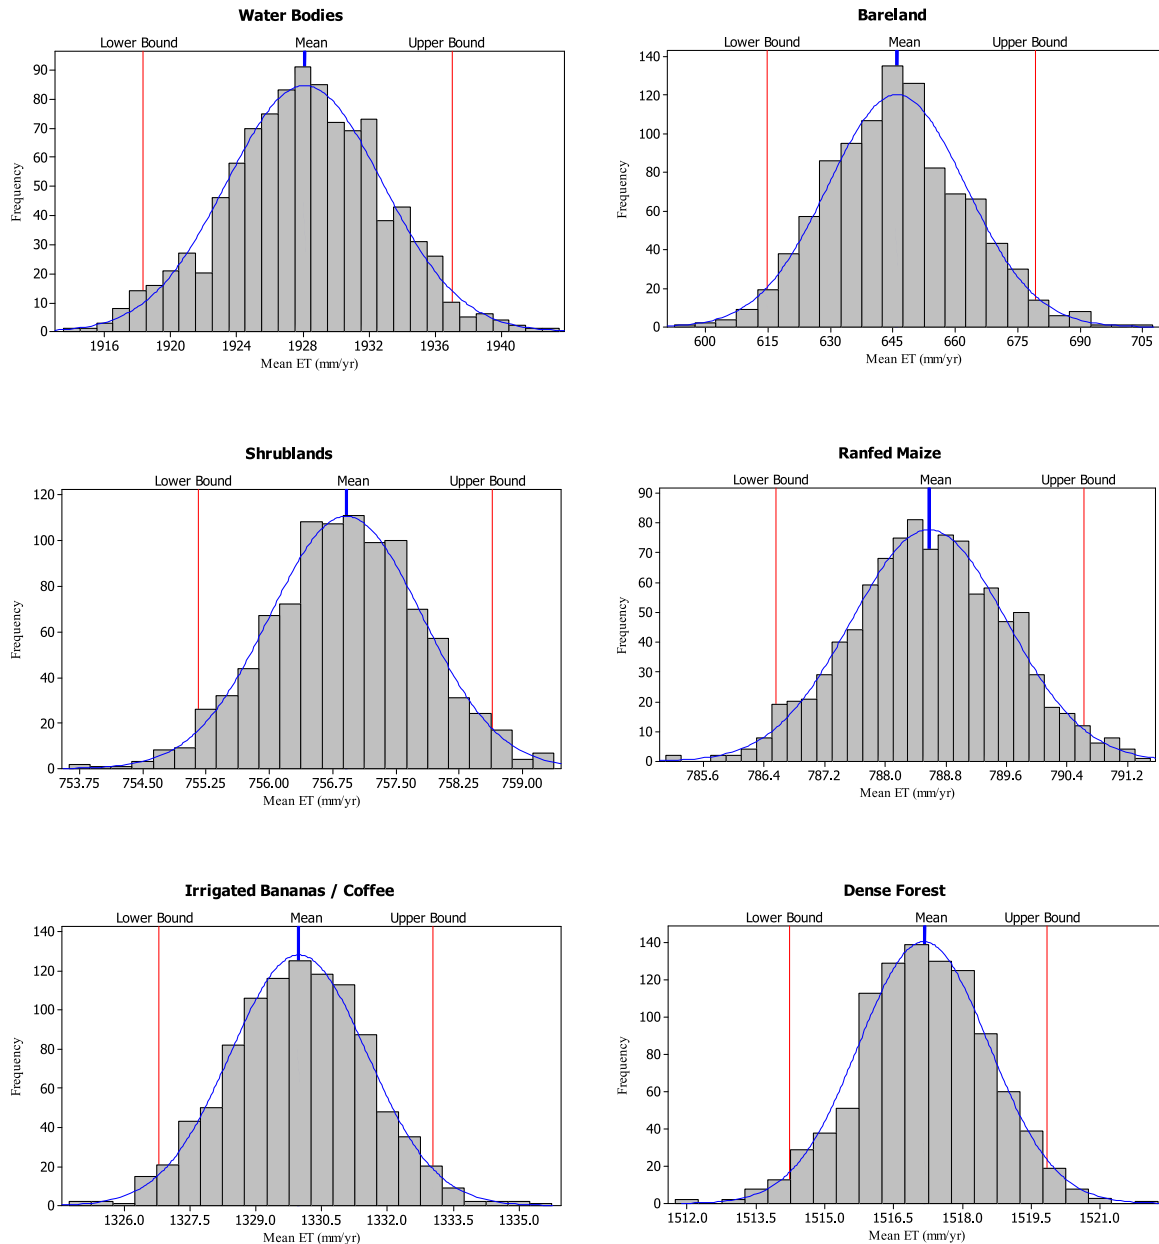 Water Bodies
Lower Bound Mean Upper Bound
90
80
70
60
50
40
30
20
10
0
Frequency
1916 1920 1924 1928 1932 1936 1940
Mean ET (mm/yr)
Bareland
Lower Bound Mean Upper Bound
140
120
100
80
60
40
20
0
Frequency
600 615 630 645 660 675 690 705
Mean ET (mm/yr)
Shrublands
Lower Bound Mean Upper Bound
120
100
80
60
40
20
0
Frequency
753.75 754.50 755.25 756.00 756.75 757.50 758.25 759.00
Mean ET (mm/yr)
Ranfed Maize
Lower Bound Mean Upper Bound
90
80
70
60
50
40
30
20
10
0
Frequency
785.6 786.4 787.2 788.0 788.8 789.6 790.4 791.2
Mean ET (mm/yr)
Irrigated Bananas / Coffee
Lower Bound Mean Upper Bound
140
120
100
80
60
40
20
0
Frequency
1326.0 1327.5 1329.0 1330.5 1332.0 1333.5 1335.0
Mean ET (mm/yr)
Dense Forest
Lower Bound Mean Upper Bound
140
120
100
80
60
40
20
0
Frequency
1512.0 1513.5 1515.0 1516.5 1518.0 1519.5 1521.0
Mean ET (mm/yr)